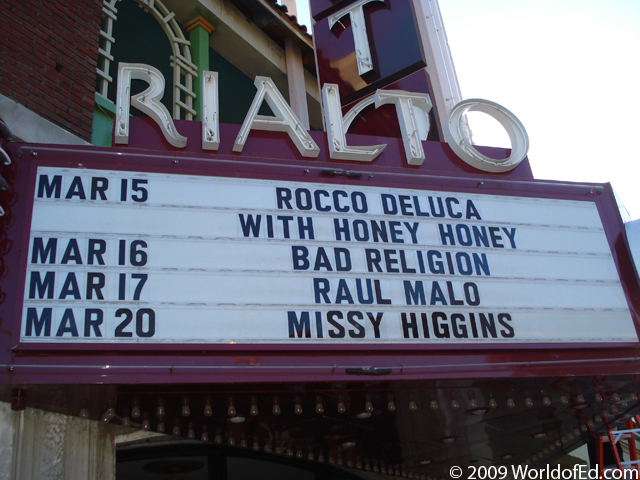 T
RIALTO
MAR 15 ROCCO DELUCA
WITH HONEY HONEY
MAR 16 BAD RELIGION
MAR 17 RAUL MALO
MAR 20 MISSY HIGGINS
© 2009 WorldofEd.com